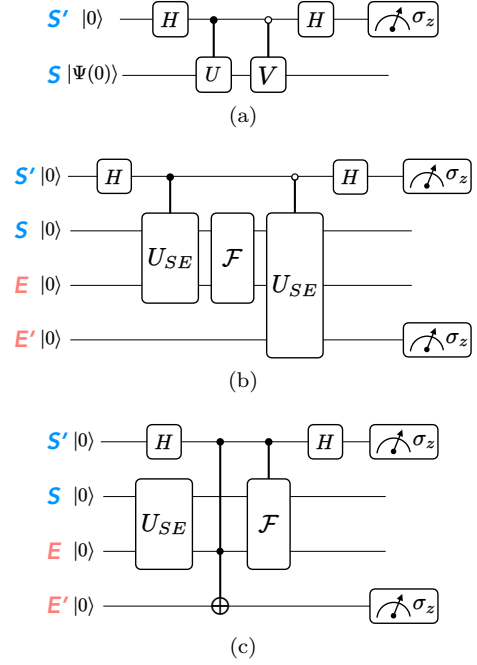 S′ |0⟩ H H σz
S |Ψ(0)⟩ U V
(a)
S′ |0⟩ H H σz
S |0⟩
USE F USE
E |0⟩
E′ |0⟩ σz
(b)
S′ |0⟩ H H σz
S |0⟩
USE F
E |0⟩
E′ |0⟩ σz
(c)